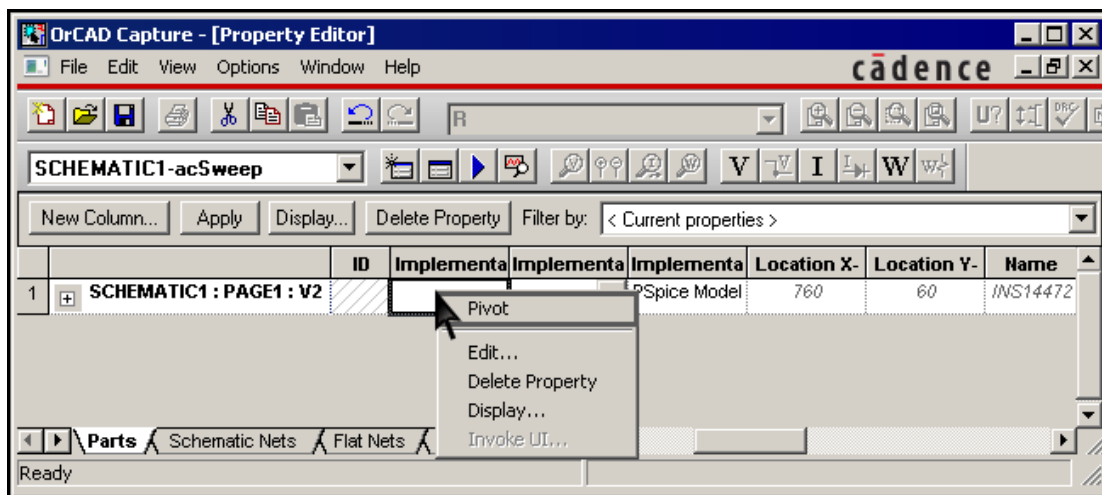 OrCAD Capture - [Property Editor]
File Edit View Options Window Help
cādence
R
U?
DRC
SCHEMATIC1-acSweep
V I W
New Column... Apply Display... Delete Property Filter by: < Current properties >
ID Implementa Implementa Implementa Location X- Location Y- Name
1 SCHEMATIC1 : PAGE1 : V2 PSpice Model 760 60 INS14472
Pivot
Edit...
Delete Property
Display...
Invoke UI...
Parts Schematic Nets Flat Nets
Ready